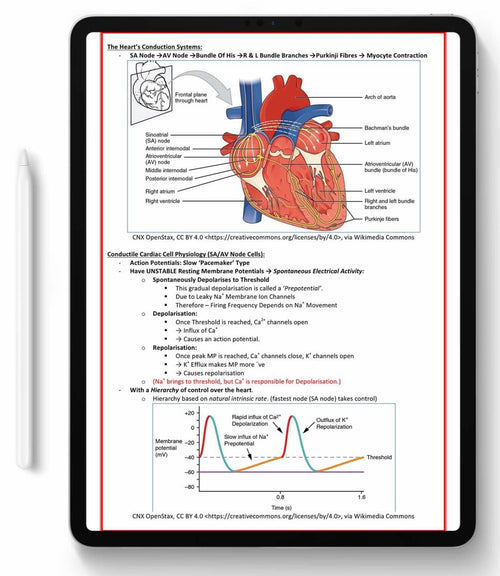 The Heart's Conduction Systems:
- SA Node →AV Node →Bundle Of His →R & L Bundle Branches →Purkinji Fibres → Myocyte Contraction
Frontal plane
through heart
Arch of aorta
Bachman's bundle
Left atrium
Atrioventricular (AV)
bundle (bundle of His)
Left ventricle
Right and left bundle
branches
Purkinje fibers
Sinoatrial
(SA) node
Anterior internodal
Atrioventricular
(AV) node
Middle internodal
Posterior internodal
Right atrium
Right ventricle
CNX OpenStax, CC BY 4.0 <https://creativecommons.org/licenses/by/4.0>, via Wikimedia Commons
Conductile Cardiac Cell Physiology (SA/AV Node Cells):
- Action Potentials: Slow 'Pacemaker' Type
- Have UNSTABLE Resting Membrane Potentials → Spontaneous Electrical Activity:
o Spontaneously Depolarises to Threshold
▪ This gradual depolarisation is called a 'Prepotential'.
▪ Due to Leaky Na⁺ Membrane Ion Channels
▪ Therefore – Firing Frequency Depends on Na⁺ Movement
o Depolarisation:
▪ Once Threshold is reached, Ca²⁺ channels open
▪ → Influx of Ca⁺
▪ → Causes an action potential.
o Repolarisation:
▪ Once peak MP is reached, Ca⁺ channels close, K⁺ channels open
▪ → K⁺ Efflux makes MP more ⁻ve
▪ → Causes repolarisation
o (Na⁺ brings to threshold, but Ca⁺ is responsible for Depolarisation.)
- With a Hierarchy of control over the heart.
o Hierarchy based on natural intrinsic rate. (fastest node (SA node) takes control)
Membrane
potential
(mV)
+20
0
−20
−40
−60
−80
Rapid influx of Ca²⁺
Depolarization
Slow influx of Na⁺
Prepotential
Outflux of K⁺
Repolarization
Threshold
0.8
1.6
Time (s)
CNX OpenStax, CC BY 4.0 <https://creativecommons.org/licenses/by/4.0>, via Wikimedia Commons